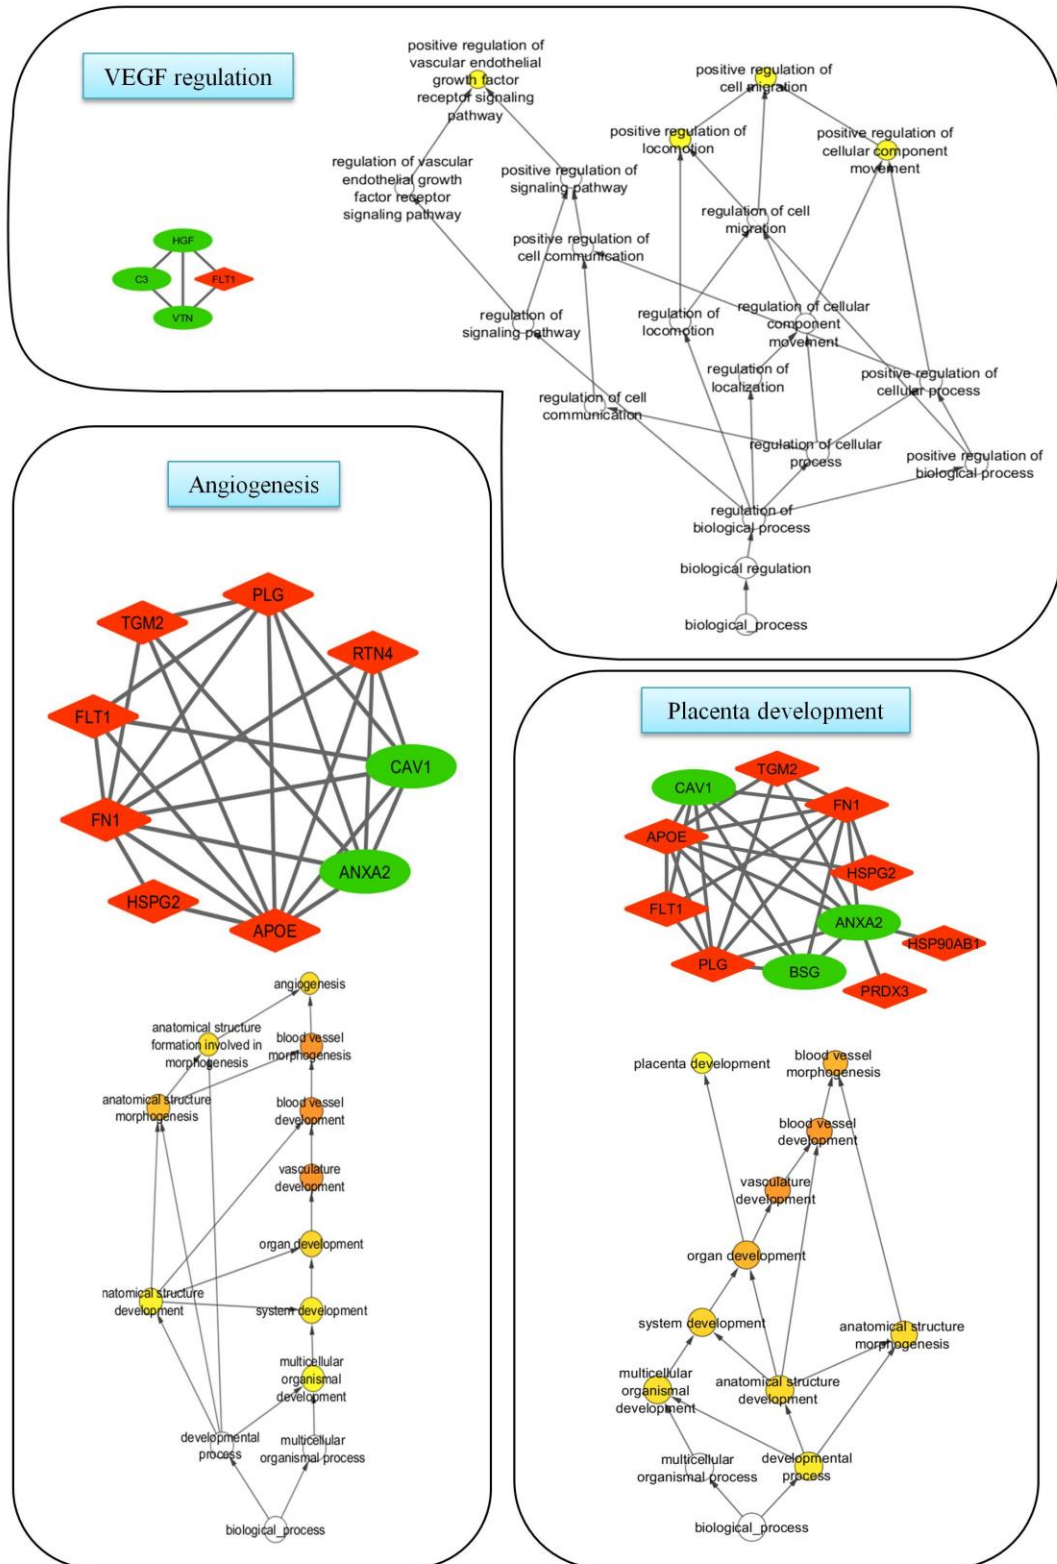 VEGF regulation
positive regulation of
vascular endothelial
growth factor
receptor signaling
pathway
positive regulation of
cell migration
positive regulation of
locomotion
positive regulation of
cellular component
movement
regulation of vascular
endothelial growth
factor receptor
signaling pathway
positive regulation of
signaling pathway
regulation of cell
migration
positive regulation of
cell communication
HGF
C3
FLT1
VTN
regulation of
signaling pathway
regulation of
locomotion
regulation of cellular
component
movement
regulation of
localization
positive regulation of
cellular process
regulation of cell
communication
regulation of cellular
process
positive regulation of
biological process
regulation of
biological process
biological regulation
biological_process
Angiogenesis
PLG
TGM2
RTN4
FLT1
CAV1
FN1
ANXA2
HSPG2
APOE
angiogenesis
anatomical structure
formation involved in
morphogenesis
blood vessel
morphogenesis
anatomical structure
morphogenesis
blood vessel
development
vasculature
development
organ development
natomical structure
development
system development
multicellular
organismal
development
developmental
process
multicellular
organismal process
biological_process
Placenta development
TGM2
CAV1
FN1
APOE
HSPG2
FLT1
ANXA2
HSP90AB1
PLG
BSG
PRDX3
placenta development
blood vessel
morphogenesis
blood vessel
development
vasculature
development
organ development
system development
anatomical structure
morphogenesis
multicellular
organismal
development
anatomical structure
development
multicellular
organismal process
developmental
process
biological_process